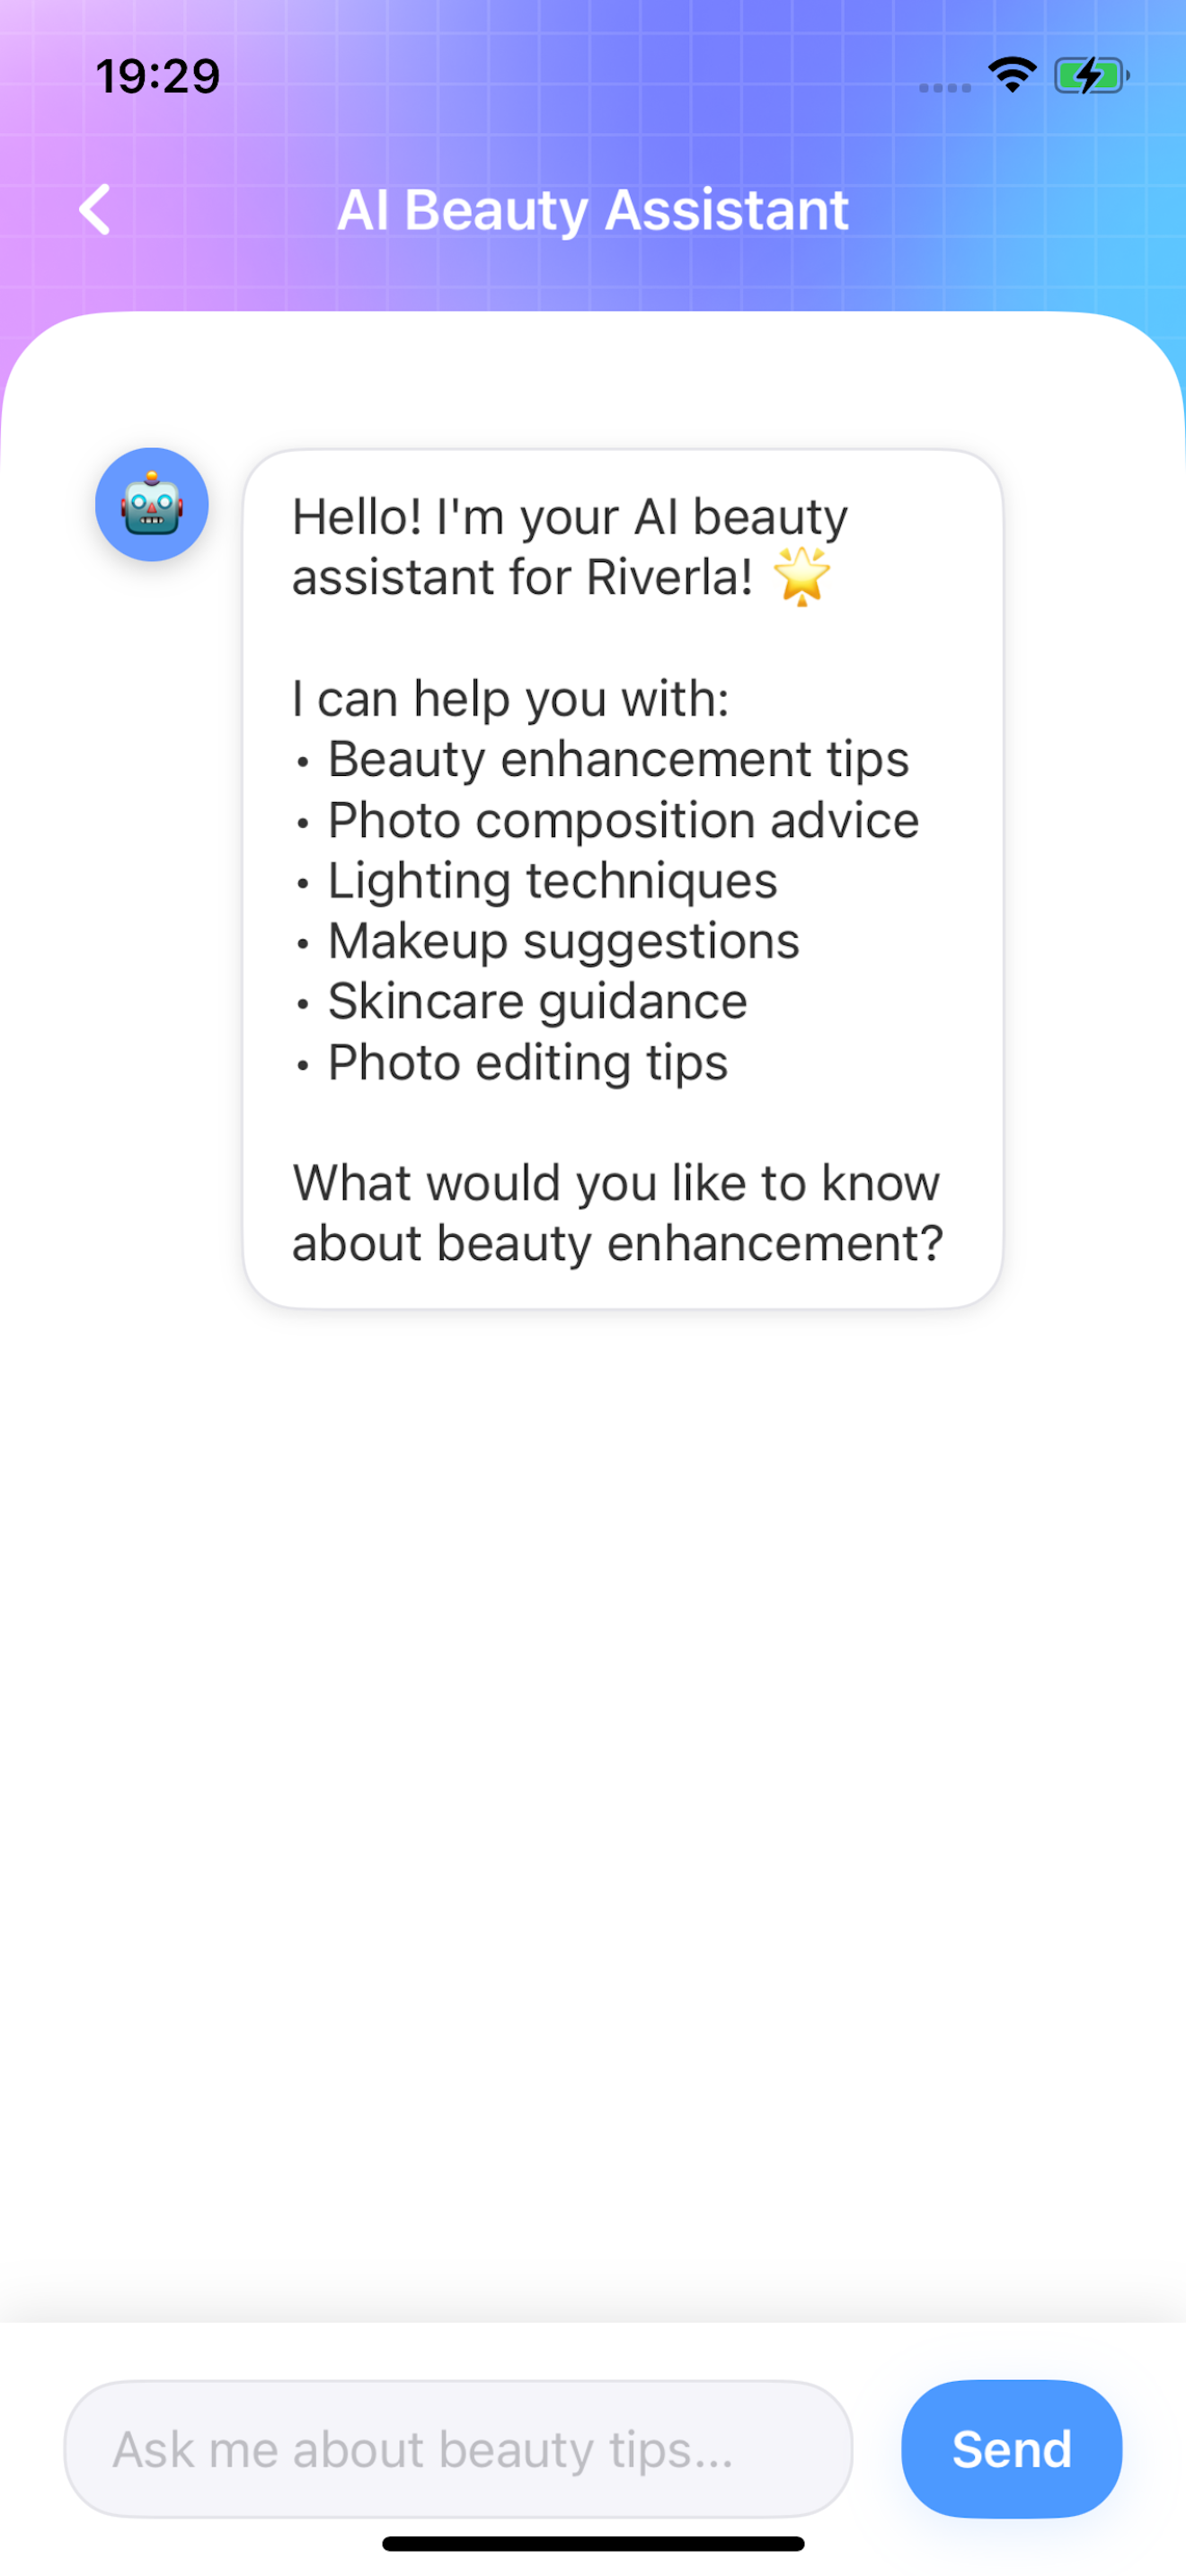 19:29
AI Beauty Assistant
Hello! I'm your AI beauty
assistant for Riverla! 🌟
I can help you with:
• Beauty enhancement tips
• Photo composition advice
• Lighting techniques
• Makeup suggestions
• Skincare guidance
• Photo editing tips
What would you like to know
about beauty enhancement?
Ask me about beauty tips...
Send